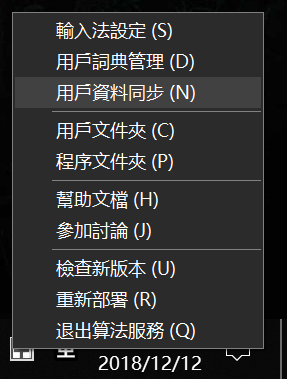 輸入法設定 (S)
用戶詞典管理 (D)
用戶資料同步 (N)
用戶文件夾 (C)
程序文件夾 (P)
幫助文檔 (H)
參加討論 (J)
檢查新版本 (U)
重新部署 (R)
退出算法服務 (Q)
2018/12/12